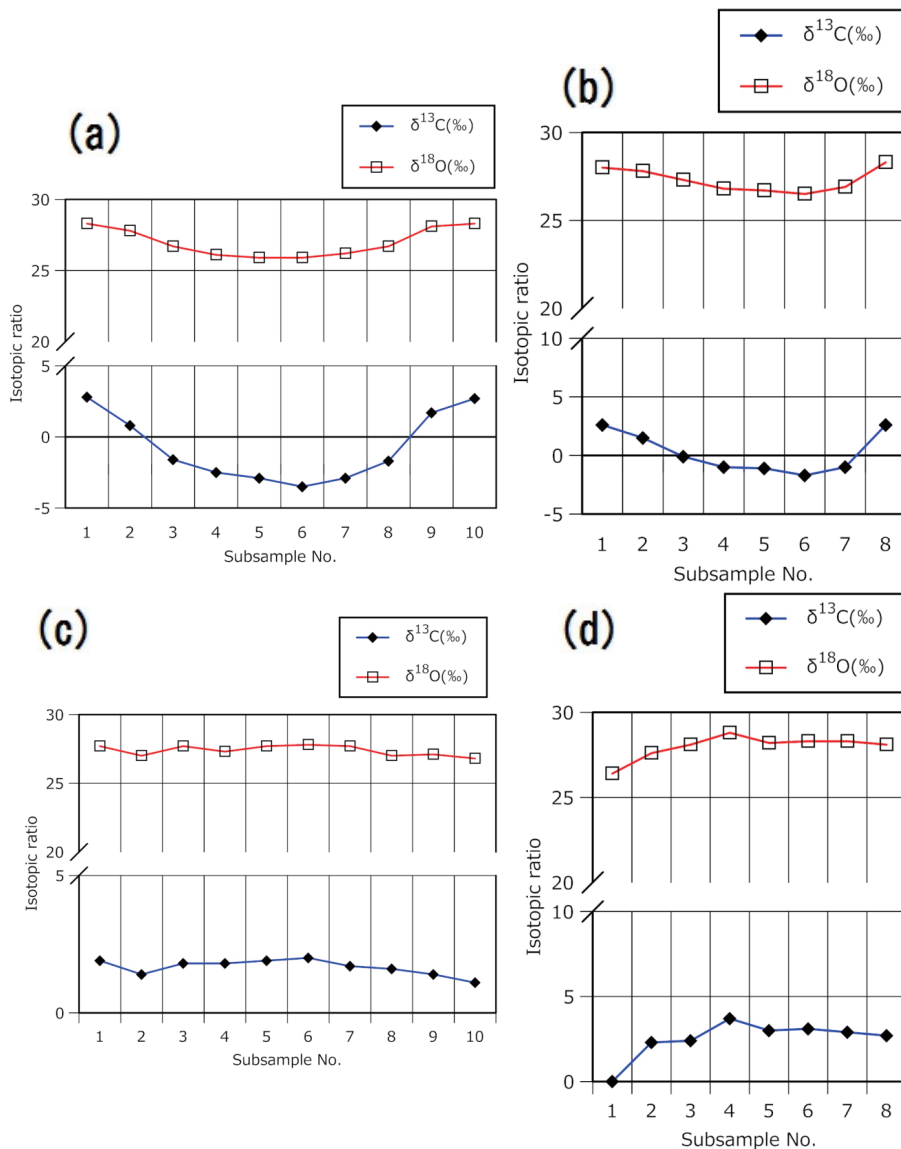 (a)
δ13C(‰)
δ18O(‰)
30
25
20
5
0
-5
Isotopic ratio
1 2 3 4 5 6 7 8 9 10
Subsample No.
(b)
δ13C(‰)
δ18O(‰)
30
25
20
10
5
0
-5
Isotopic ratio
1 2 3 4 5 6 7 8
Subsample No.
(c)
δ13C(‰)
δ18O(‰)
30
25
20
5
0
Isotopic ratio
1 2 3 4 5 6 7 8 9 10
Subsample No.
(d)
δ13C(‰)
δ18O(‰)
30
25
20
10
5
0
Isotopic ratio
1 2 3 4 5 6 7 8
Subsample No.